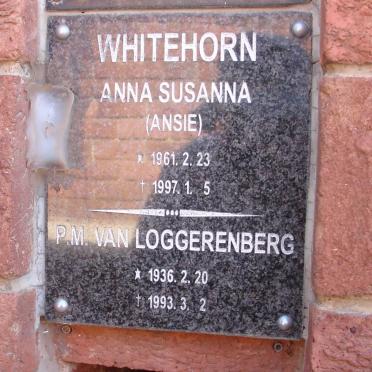 WHITEHORN
ANNA SUSANNA
(ANSIE)
* 1961. 2. 23
† 1997. 1. 5
P.M. VAN LOGGERENBERG
* 1936. 2. 20
† 1993. 3. 2